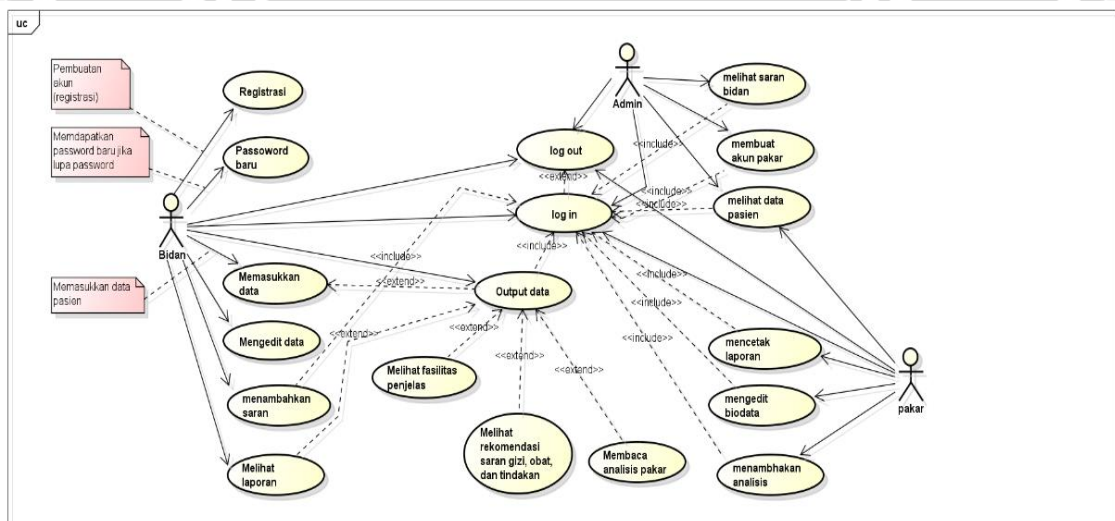 uc
Pembuatan
akun
(registrasi)
Memdapatkan
password baru jika
lupa password
Memasukkan data
pasien
Bidan
Registrasi
Passoword
baru
Memasukkan
data
Mengedit data
menambahkan
saran
Melihat
laporan
Admin
log out
<<extend>>
log in
<<include>>
<<include>>
<<extend>>
Output data
<<extend>>
<<extend>>
<<extend>>
<<extend>>
Melihat fasilitas
penjelas
Melihat
rekomendasi
saran gizi, obat,
dan tindakan
Membaca
analisis pakar
melihat saran
bidan
<<include>>
membuat
akun pakar
<<include>>
<<include>>
melihat data
pasien
<<include>>
<<include>>
<<include>>
mencetak
laporan
mengedit
biodata
menambhakan
analisis
pakar